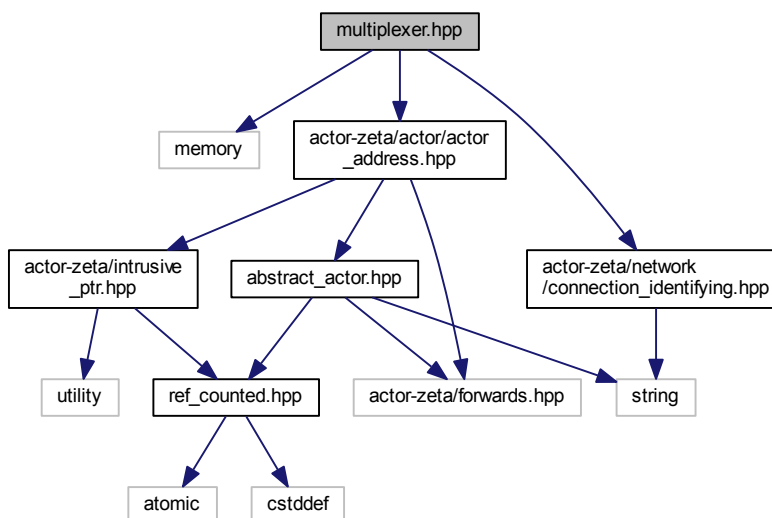 multiplexer.hpp
memory
actor-zeta/actor/actor
_address.hpp
actor-zeta/intrusive
_ptr.hpp
abstract_actor.hpp
actor-zeta/network
/connection_identifying.hpp
utility
ref_counted.hpp
actor-zeta/forwards.hpp
string
atomic
cstddef